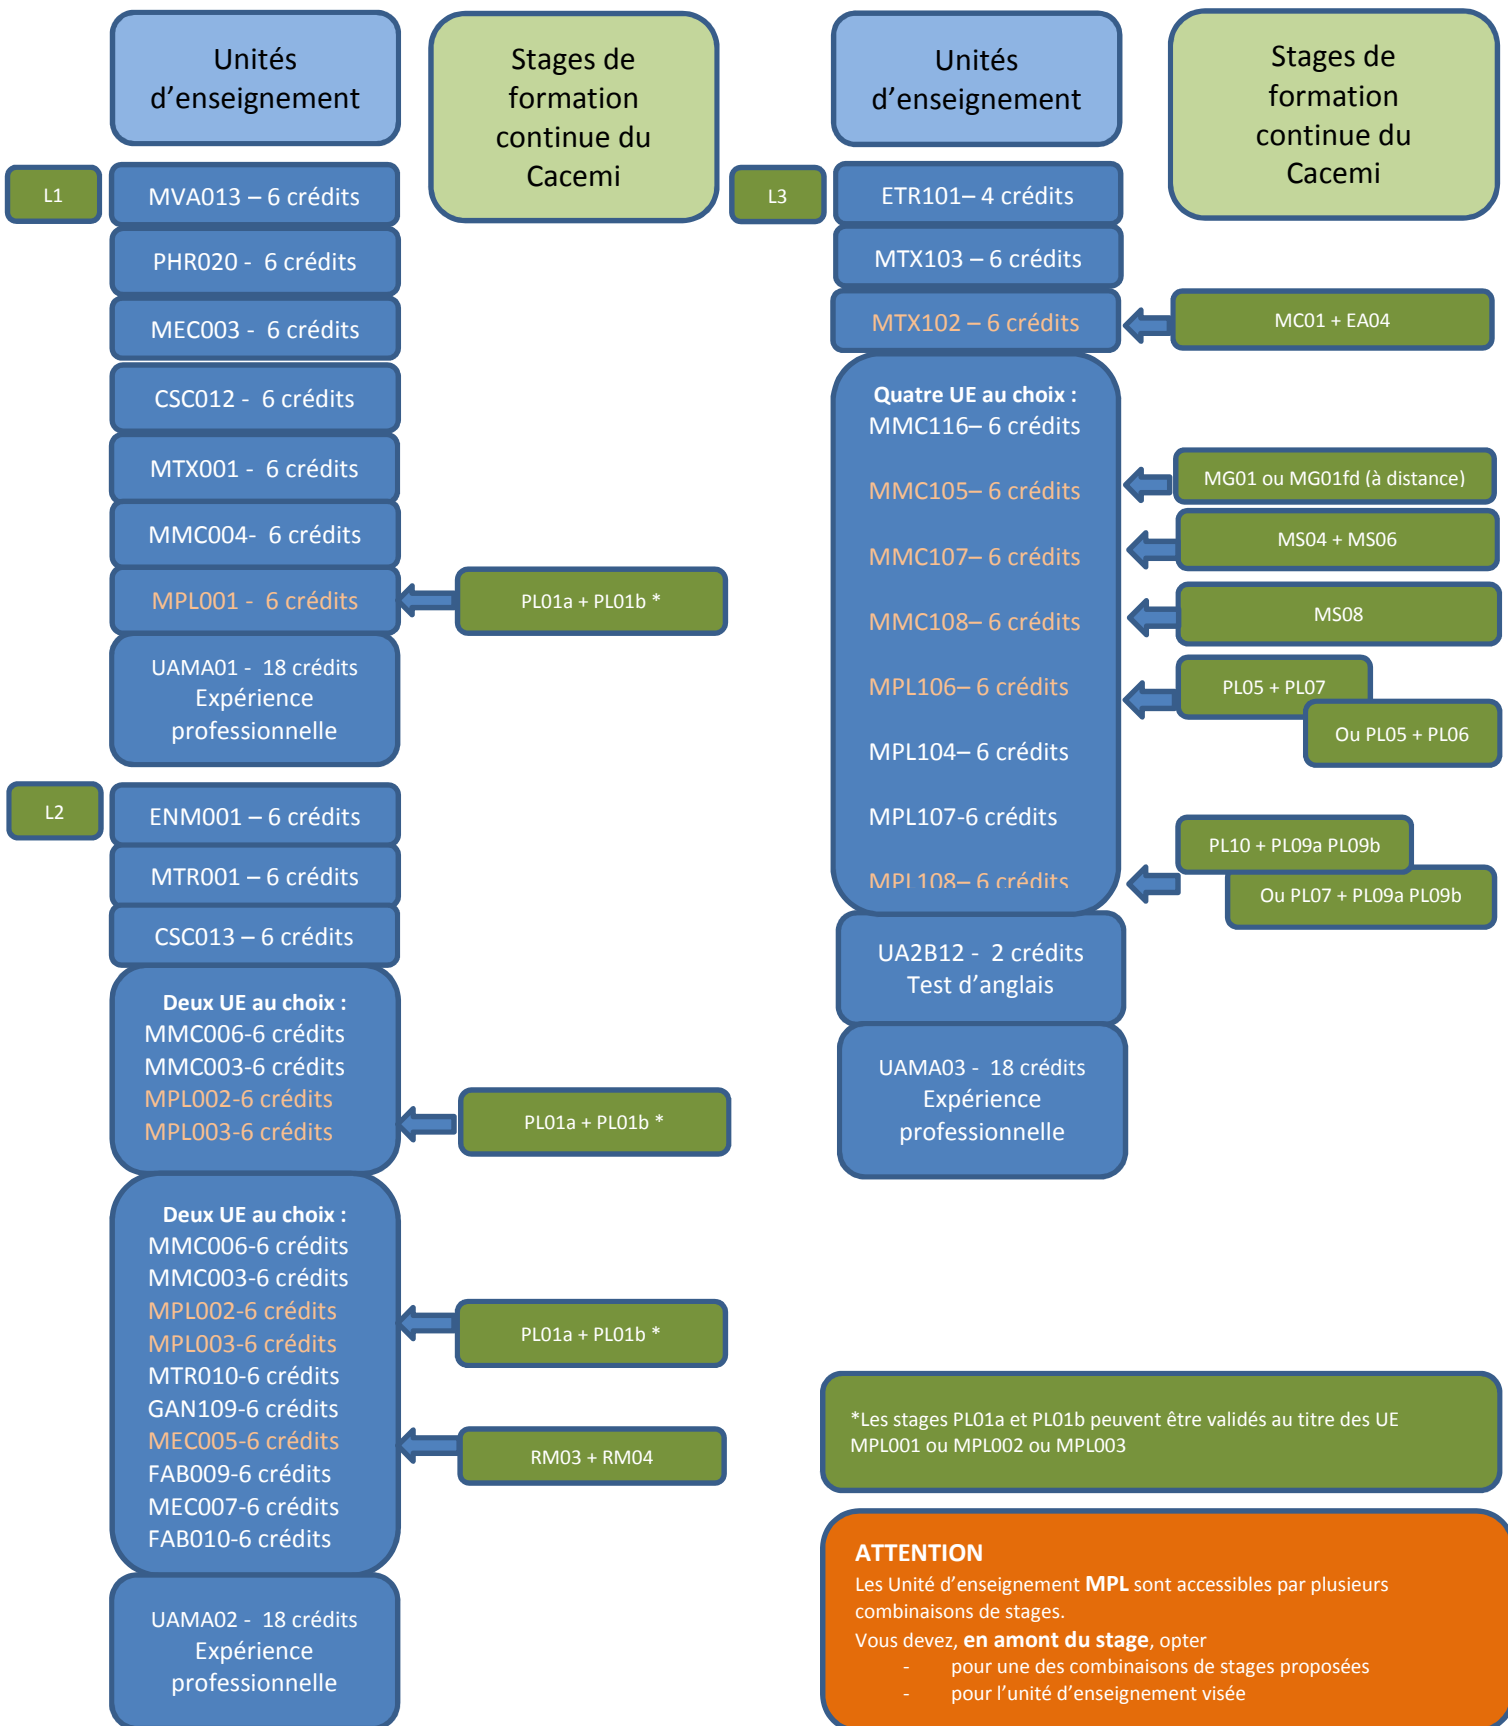 Unités
d'enseignement
Stages de
formation
continue du
Cacemi
L1
MVA013 – 6 crédits
PHR020 - 6 crédits
MEC003 - 6 crédits
CSC012 - 6 crédits
MTX001 - 6 crédits
MMC004- 6 crédits
MPL001 - 6 crédits
PL01a + PL01b *
UAMA01 - 18 crédits
Expérience
professionnelle
L2
ENM001 – 6 crédits
MTR001 – 6 crédits
CSC013 – 6 crédits
Deux UE au choix :
MMC006-6 crédits
MMC003-6 crédits
MPL002-6 crédits
MPL003-6 crédits
PL01a + PL01b *
Deux UE au choix :
MMC006-6 crédits
MMC003-6 crédits
MPL002-6 crédits
MPL003-6 crédits
PL01a + PL01b *
MTR010-6 crédits
GAN109-6 crédits
MEC005-6 crédits
RM03 + RM04
FAB009-6 crédits
MEC007-6 crédits
FAB010-6 crédits
UAMA02 - 18 crédits
Expérience
professionnelle
Unités
d'enseignement
Stages de
formation
continue du
Cacemi
L3
ETR101– 4 crédits
MTX103 – 6 crédits
MTX102 – 6 crédits
MC01 + EA04
Quatre UE au choix :
MMC116– 6 crédits
MMC105– 6 crédits
MG01 ou MG01fd (à distance)
MMC107– 6 crédits
MS04 + MS06
MMC108– 6 crédits
MS08
MPL106– 6 crédits
PL05 + PL07
Ou PL05 + PL06
MPL104– 6 crédits
MPL107-6 crédits
MPL108– 6 crédits
PL10 + PL09a PL09b
Ou PL07 + PL09a PL09b
UA2B12 - 2 crédits
Test d'anglais
UAMA03 - 18 crédits
Expérience
professionnelle
*Les stages PL01a et PL01b peuvent être validés au titre des UE
MPL001 ou MPL002 ou MPL003
ATTENTION
Les Unité d'enseignement MPL sont accessibles par plusieurs
combinaisons de stages.
Vous devez, en amont du stage, opter
- pour une des combinaisons de stages proposées
- pour l'unité d'enseignement visée